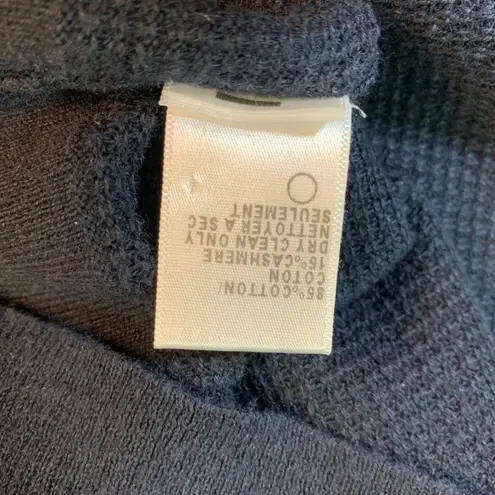 85%COTTON/
COTON
15%CASHMERE
DRY CLEAN ONLY
NETTOYER A SEC
SEULEMENT